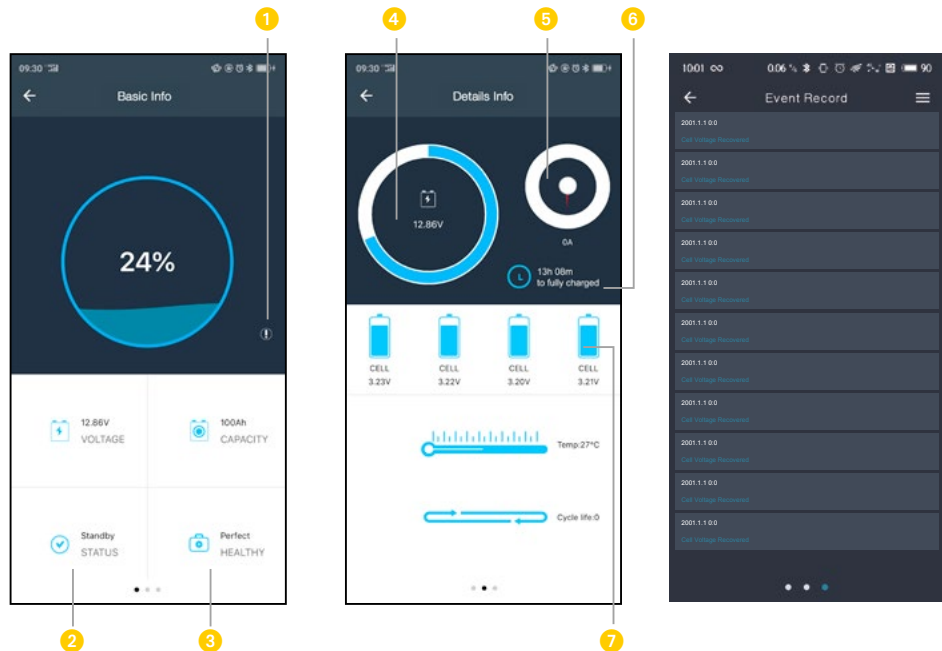 1
4
5
6
09:30
Basic Info
24%
12.86V
VOLTAGE
100Ah
CAPACITY
Standby
STATUS
Perfect
HEALTHY
2
3
09:30
Details Info
12.86V
0A
13h 08m
to fully charged
CELL
3.23V
CELL
3.22V
CELL
3.20V
CELL
3.21V
Temp:27°C
Cycle life:0
7
10:01
0.06
90
Event Record
2001.1.1 0:0
Cell Voltage Recovered
2001.1.1 0:0
Cell Voltage Recovered
2001.1.1 0:0
Cell Voltage Recovered
2001.1.1 0:0
Cell Voltage Recovered
2001.1.1 0:0
Cell Voltage Recovered
2001.1.1 0:0
Cell Voltage Recovered
2001.1.1 0:0
Cell Voltage Recovered
2001.1.1 0:0
Cell Voltage Recovered
2001.1.1 0:0
Cell Voltage Recovered
2001.1.1 0:0
Cell Voltage Recovered
2001.1.1 0:0
Cell Voltage Recovered